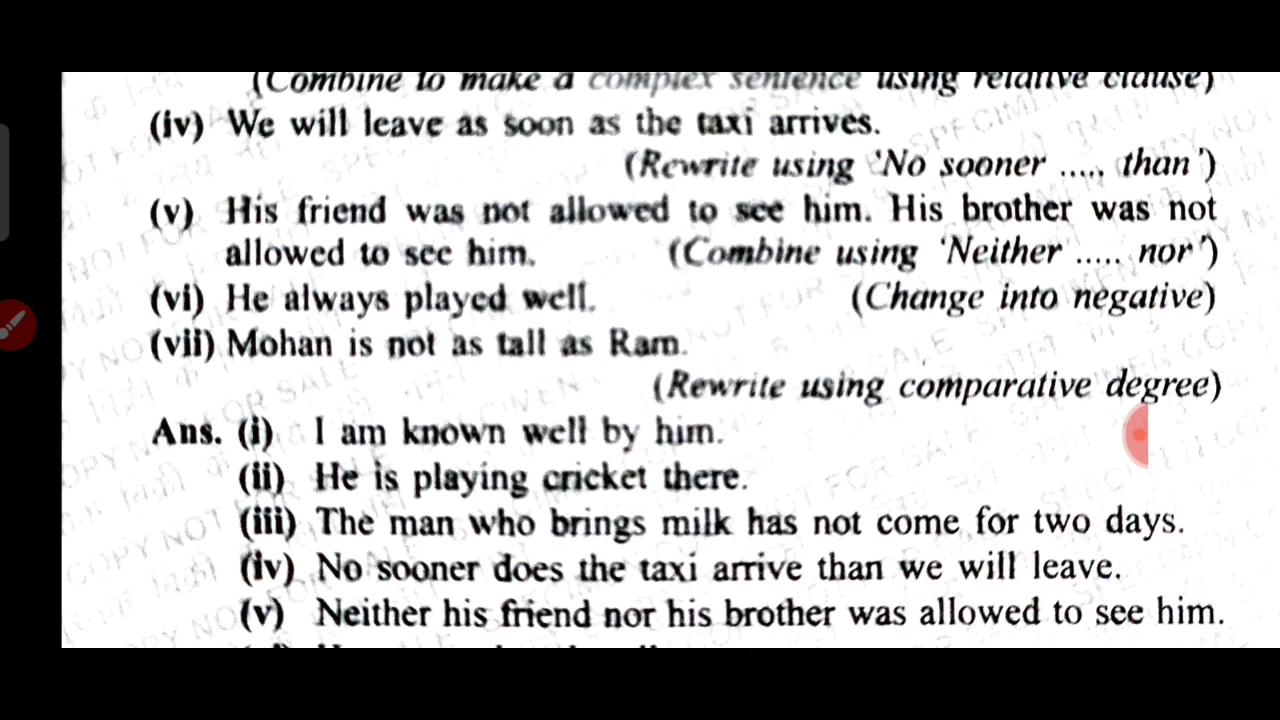 (Combine to make a complex sentence using relative clause)
(iv) We will leave as soon as the taxi arrives.
(Rewrite using 'No sooner ..... than')
(v) His friend was not allowed to see him. His brother was not
allowed to see him. (Combine using 'Neither ..... nor')
(vi) He always played well. (Change into negative)
(vii) Mohan is not as tall as Ram.
(Rewrite using comparative degree)
Ans. (i) I am known well by him.
(ii) He is playing cricket there.
(iii) The man who brings milk has not come for two days.
(iv) No sooner does the taxi arrive than we will leave.
(v) Neither his friend nor his brother was allowed to see him.